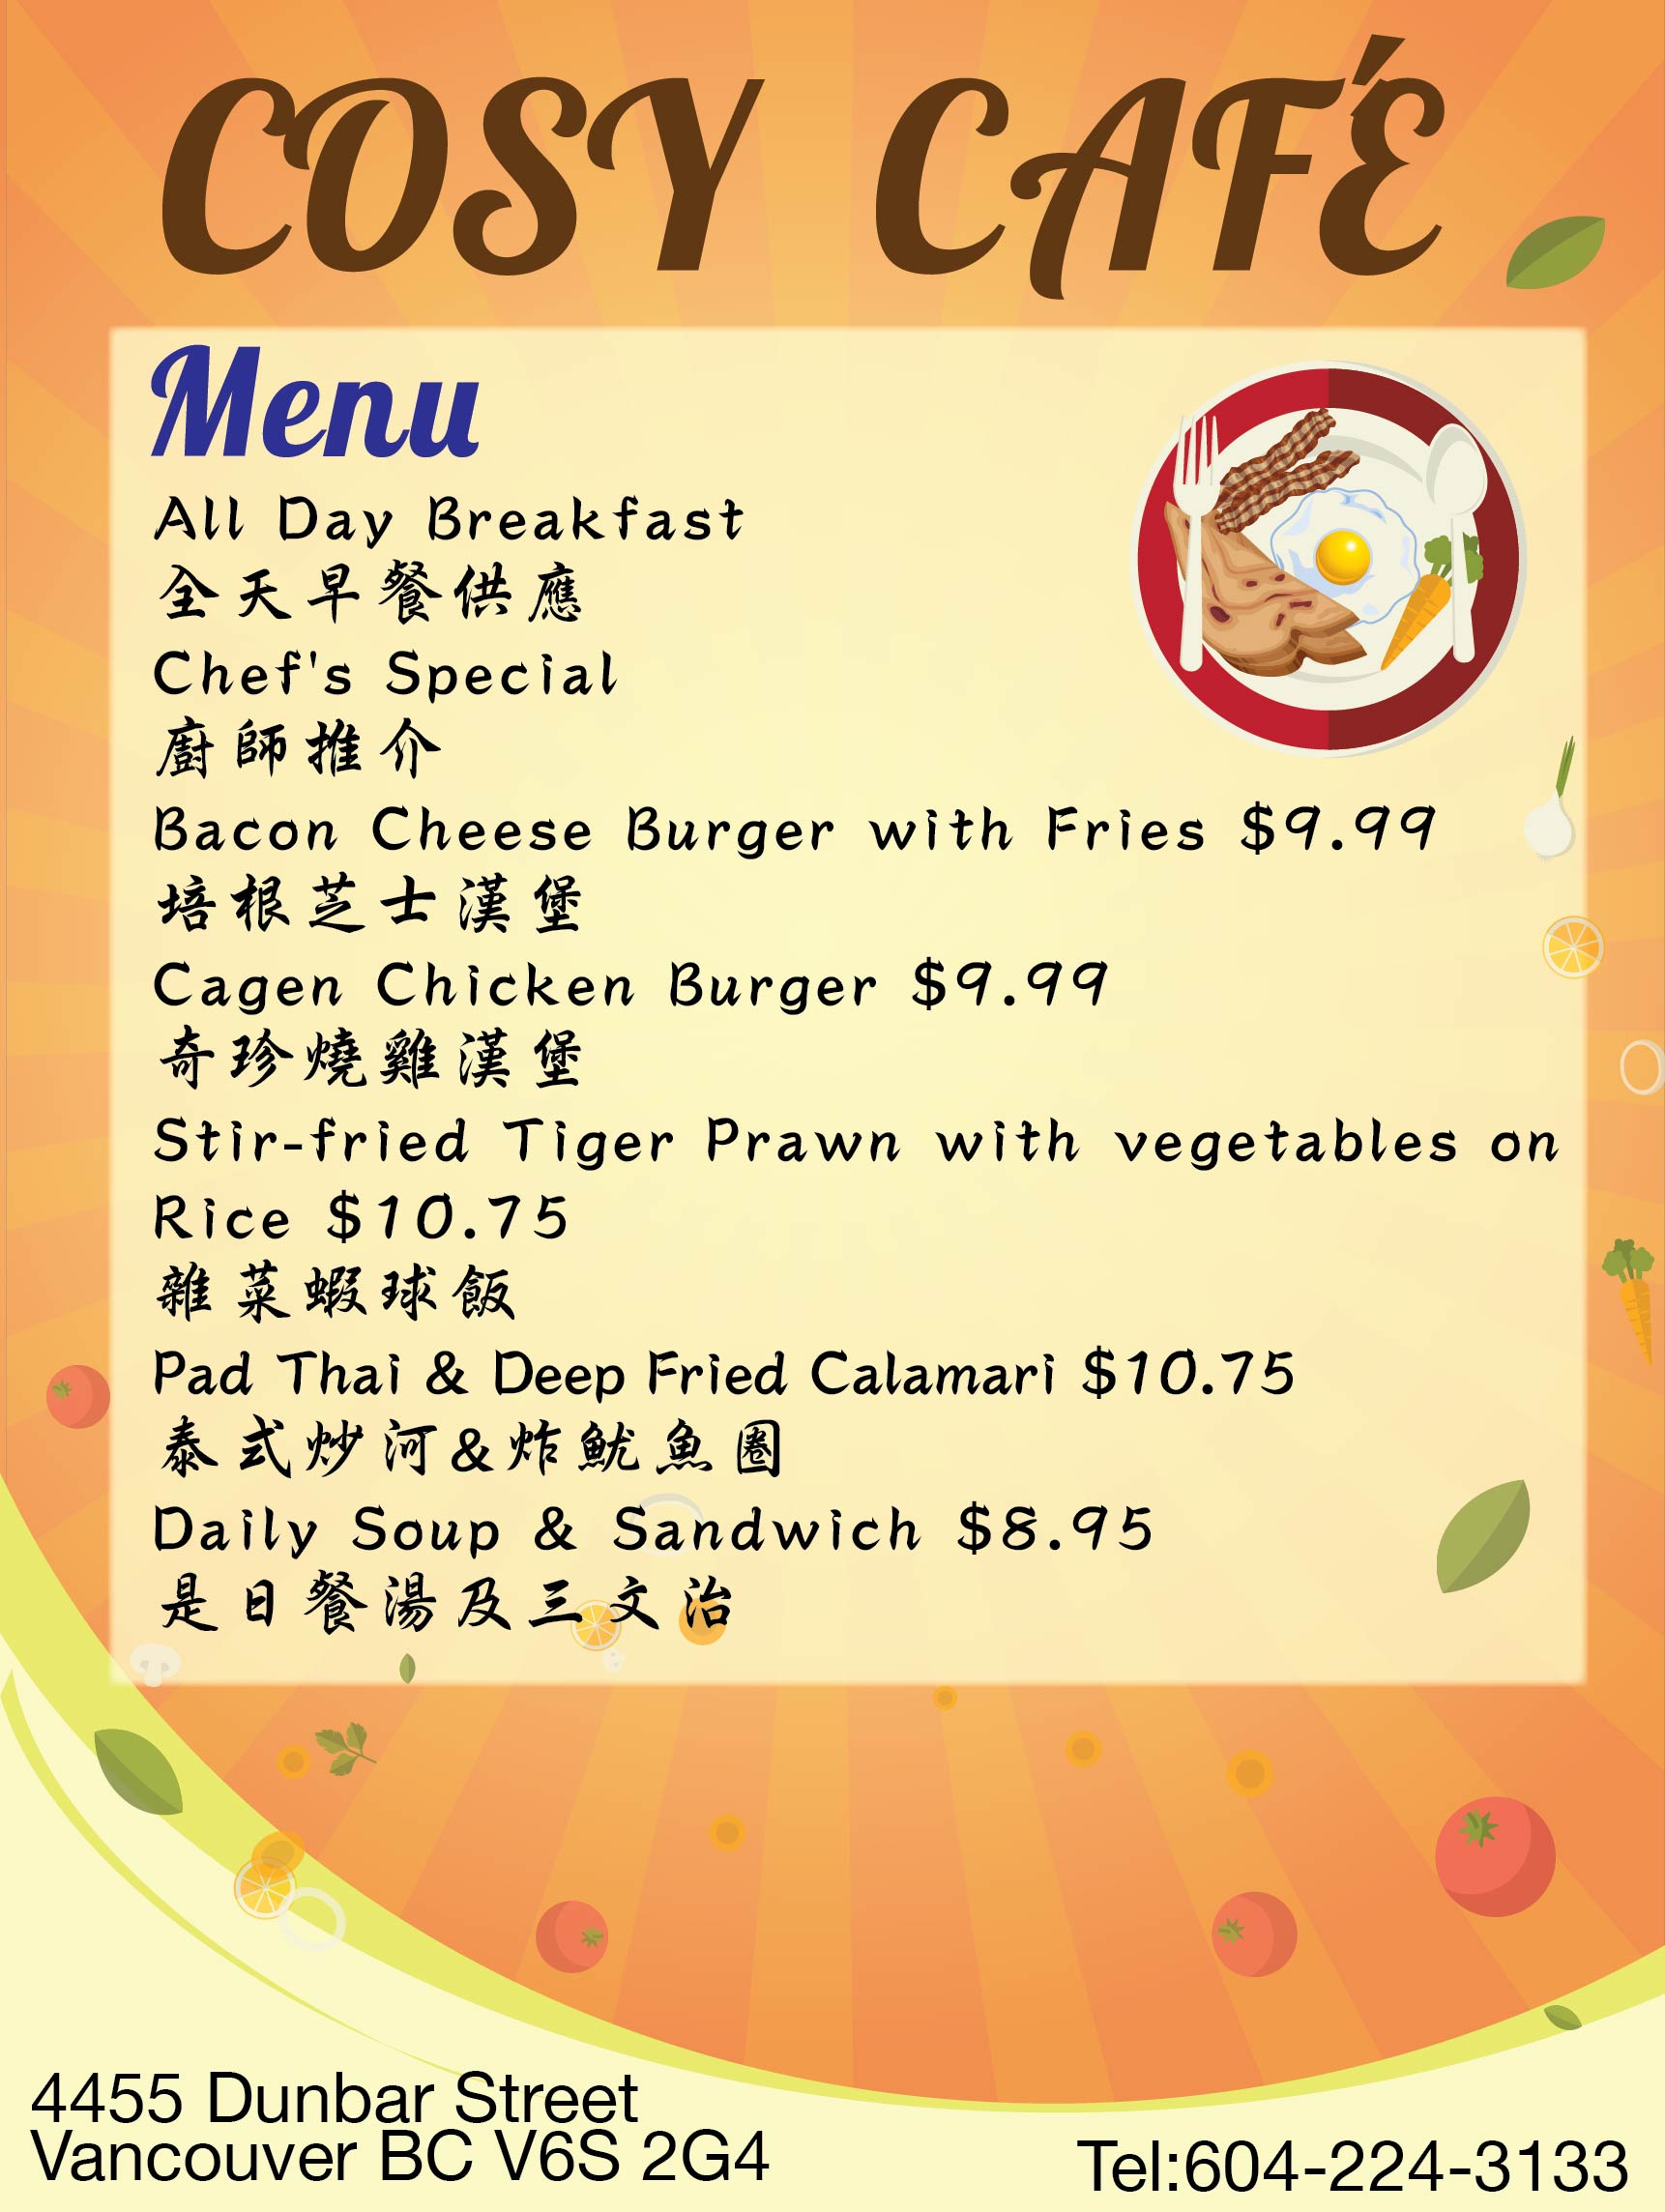 COSY CAFÉ
Menu
All Day Breakfast
全天早餐供應
Chef's Special
廚師推介
Bacon Cheese Burger with Fries $9.99
培根芝士漢堡
Cagen Chicken Burger $9.99
奇珍燒雞漢堡
Stir-fried Tiger Prawn with vegetables on
Rice $10.75
雜菜蝦球飯
Pad Thai & Deep Fried Calamari $10.75
泰式炒河&炸魷魚圈
Daily Soup & Sandwich $8.95
是日餐湯及三文治
4455 Dunbar Street
Vancouver BC V6S 2G4
Tel:604-224-3133